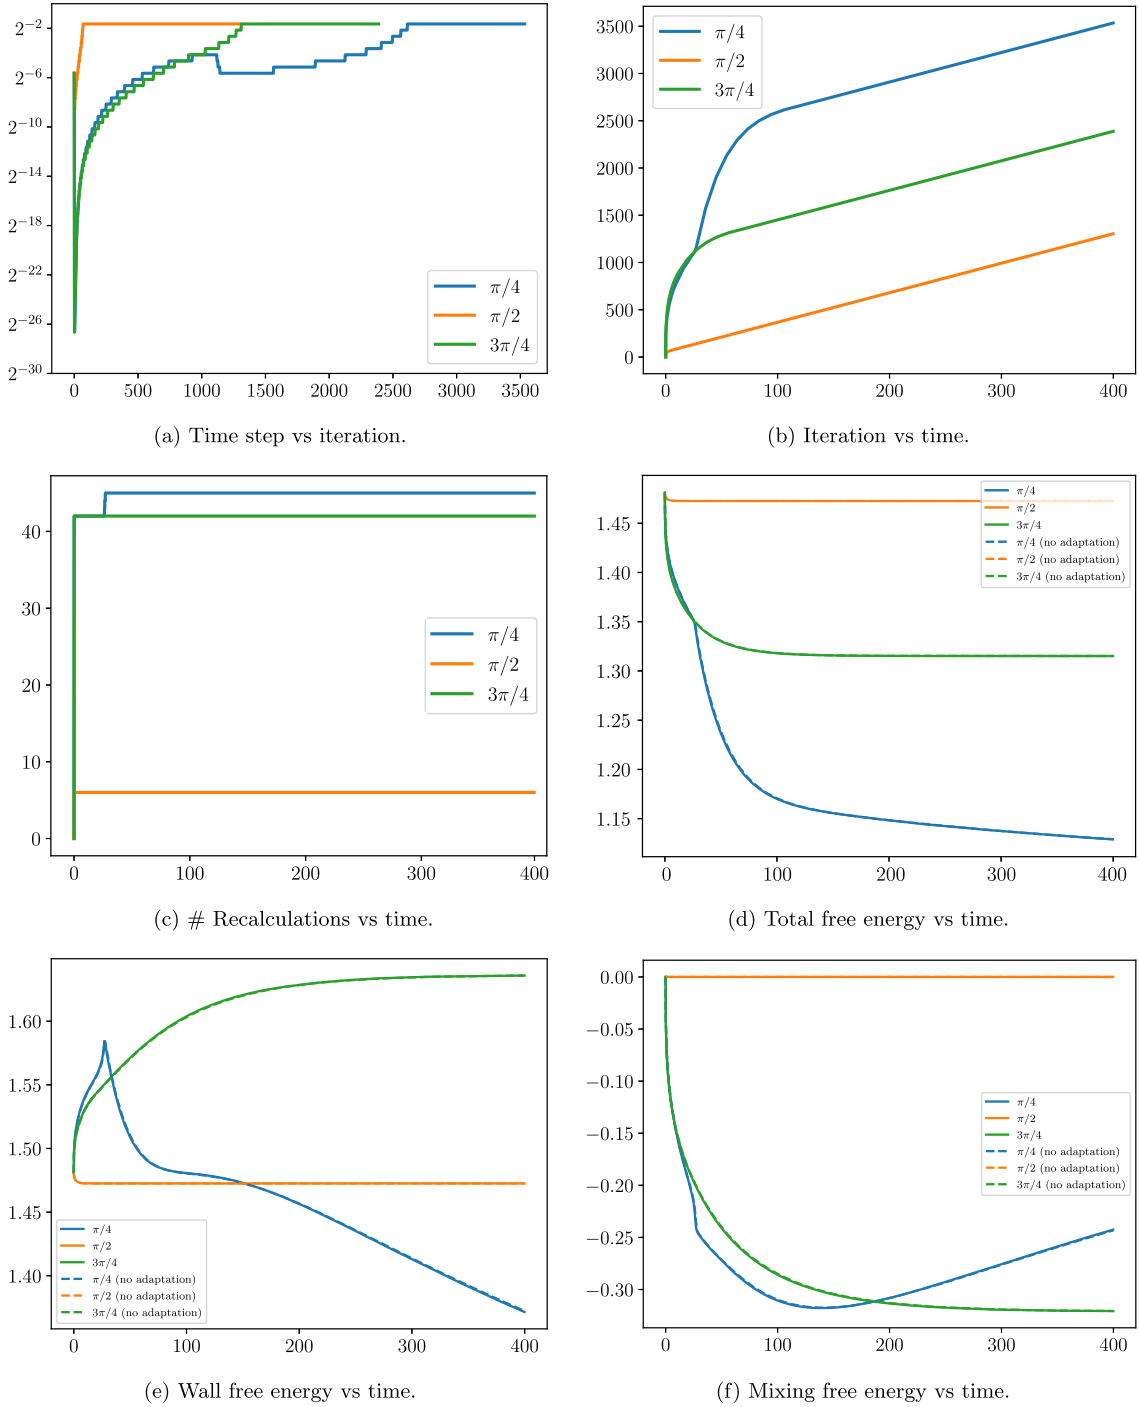 2^{-2}
2^{-6}
2^{-10}
2^{-14}
2^{-18}
2^{-22}
2^{-26}
2^{-30}
π/4
π/2
3π/4
0 500 1000 1500 2000 2500 3000 3500
(a) Time step vs iteration.
3500
3000
2500
2000
1500
1000
500
0
π/4
π/2
3π/4
0 100 200 300 400
(b) Iteration vs time.
40
30
20
10
0
π/4
π/2
3π/4
0 100 200 300 400
(c) # Recalculations vs time.
1.45
1.40
1.35
1.30
1.25
1.20
1.15
π/4
π/2
3π/4
π/4 (no adaptation)
π/2 (no adaptation)
3π/4 (no adaptation)
0 100 200 300 400
(d) Total free energy vs time.
1.60
1.55
1.50
1.45
1.40
π/4
π/2
3π/4
π/4 (no adaptation)
π/2 (no adaptation)
3π/4 (no adaptation)
0 100 200 300 400
(e) Wall free energy vs time.
0.00
−0.05
−0.10
−0.15
−0.20
−0.25
−0.30
π/4
π/2
3π/4
π/4 (no adaptation)
π/2 (no adaptation)
3π/4 (no adaptation)
0 100 200 300 400
(f) Mixing free energy vs time.